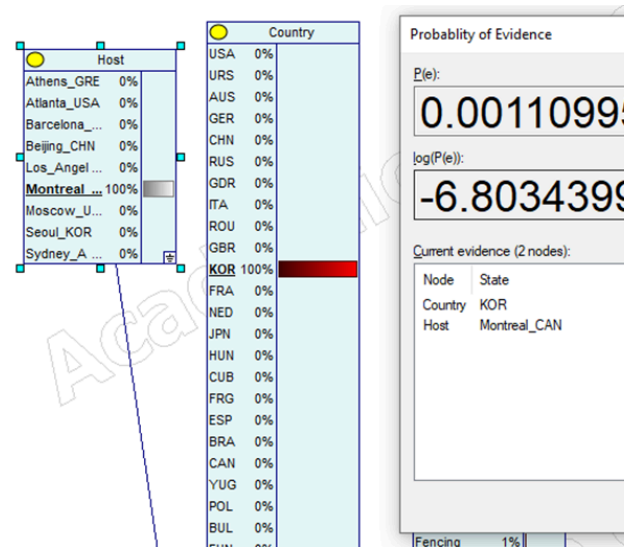 Host
Athens_GRE 0%
Atlanta_USA 0%
Barcelona_... 0%
Beijing_CHN 0%
Los_Angel ... 0%
Montreal ... 100%
Moscow_U... 0%
Seoul_KOR 0%
Sydney_A ... 0%
Country
USA 0%
URS 0%
AUS 0%
GER 0%
CHN 0%
RUS 0%
GDR 0%
ITA 0%
ROU 0%
GBR 0%
KOR 100%
FRA 0%
NED 0%
JPN 0%
HUN 0%
CUB 0%
FRG 0%
ESP 0%
BRA 0%
CAN 0%
YUG 0%
POL 0%
BUL 0%
Probablity of Evidence
P(e):
0.0011099
log(P(e)):
-6.8034399
Current evidence (2 nodes):
Node State
Country KOR
Host Montreal_CAN
Fencing 1%
Acad